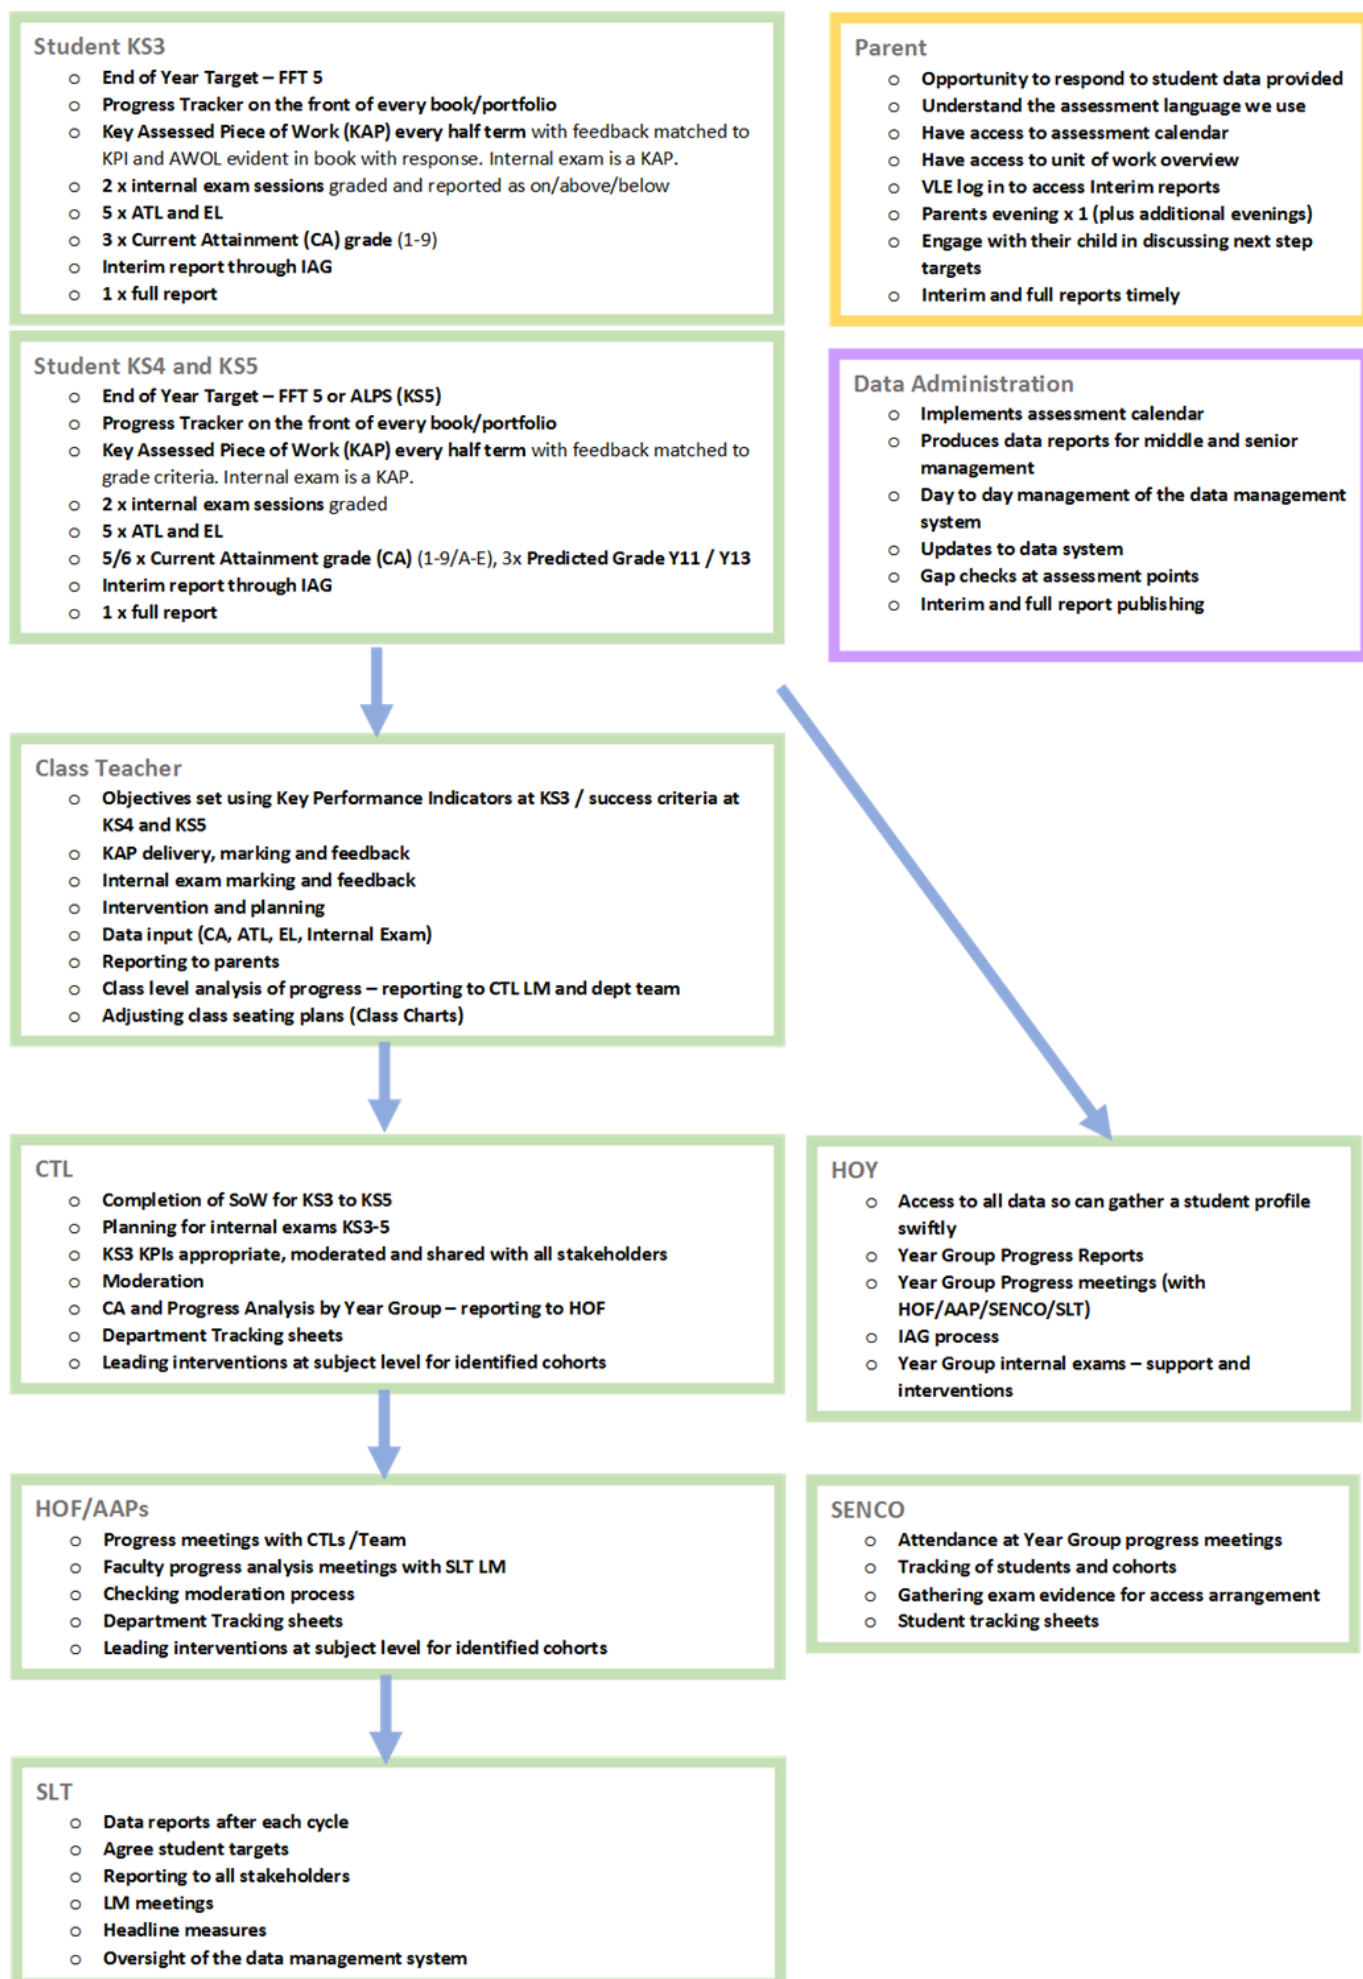 Student KS3
o End of Year Target – FFT 5
o Progress Tracker on the front of every book/portfolio
o Key Assessed Piece of Work (KAP) every half term with feedback matched to
KPI and AWOL evident in book with response. Internal exam is a KAP.
o 2 x internal exam sessions graded and reported as on/above/below
o 5 x ATL and EL
o 3 x Current Attainment (CA) grade (1-9)
o Interim report through IAG
o 1 x full report
Parent
o Opportunity to respond to student data provided
o Understand the assessment language we use
o Have access to assessment calendar
o Have access to unit of work overview
o VLE log in to access Interim reports
o Parents evening x 1 (plus additional evenings)
o Engage with their child in discussing next step
targets
o Interim and full reports timely
Student KS4 and KS5
o End of Year Target – FFT 5 or ALPS (KS5)
o Progress Tracker on the front of every book/portfolio
o Key Assessed Piece of Work (KAP) every half term with feedback matched to
grade criteria. Internal exam is a KAP.
o 2 x internal exam sessions graded
o 5 x ATL and EL
o 5/6 x Current Attainment grade (CA) (1-9/A-E), 3x Predicted Grade Y11 / Y13
o Interim report through IAG
o 1 x full report
Data Administration
o Implements assessment calendar
o Produces data reports for middle and senior
management
o Day to day management of the data management
system
o Updates to data system
o Gap checks at assessment points
o Interim and full report publishing
Class Teacher
o Objectives set using Key Performance Indicators at KS3 / success criteria at
KS4 and KS5
o KAP delivery, marking and feedback
o Internal exam marking and feedback
o Intervention and planning
o Data input (CA, ATL, EL, Internal Exam)
o Reporting to parents
o Class level analysis of progress – reporting to CTL LM and dept team
o Adjusting class seating plans (Class Charts)
CTL
o Completion of SoW for KS3 to KS5
o Planning for internal exams KS3-5
o KS3 KPIs appropriate, moderated and shared with all stakeholders
o Moderation
o CA and Progress Analysis by Year Group – reporting to HOF
o Department Tracking sheets
o Leading interventions at subject level for identified cohorts
HOY
o Access to all data so can gather a student profile
swiftly
o Year Group Progress Reports
o Year Group Progress meetings (with
HOF/AAP/SENCO/SLT)
o IAG process
o Year Group internal exams – support and
interventions
HOF/AAPs
o Progress meetings with CTLs /Team
o Faculty progress analysis meetings with SLT LM
o Checking moderation process
o Department Tracking sheets
o Leading interventions at subject level for identified cohorts
SENCO
o Attendance at Year Group progress meetings
o Tracking of students and cohorts
o Gathering exam evidence for access arrangement
o Student tracking sheets
SLT
o Data reports after each cycle
o Agree student targets
o Reporting to all stakeholders
o LM meetings
o Headline measures
o Oversight of the data management system